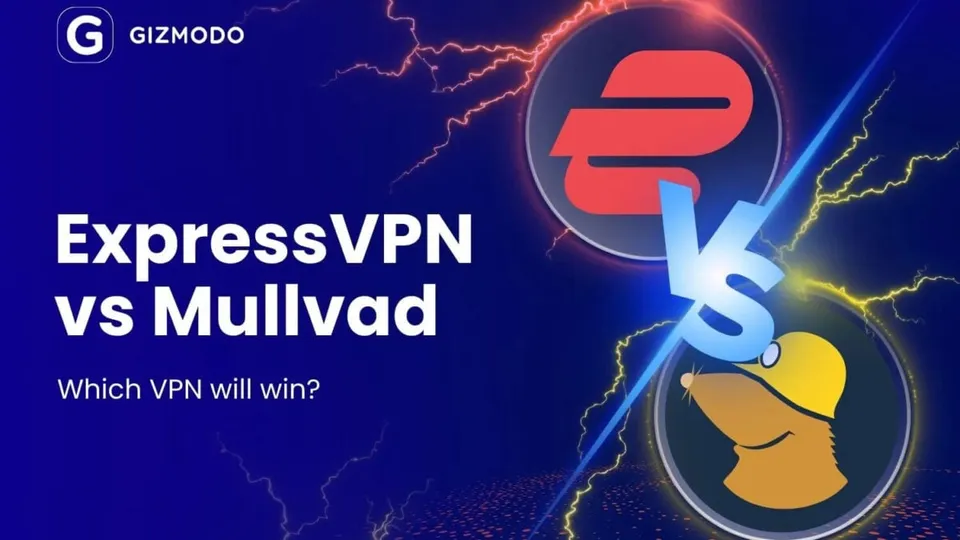 G GIZMODO
ExpressVPN
vs Mullvad
Which VPN will win?
VS